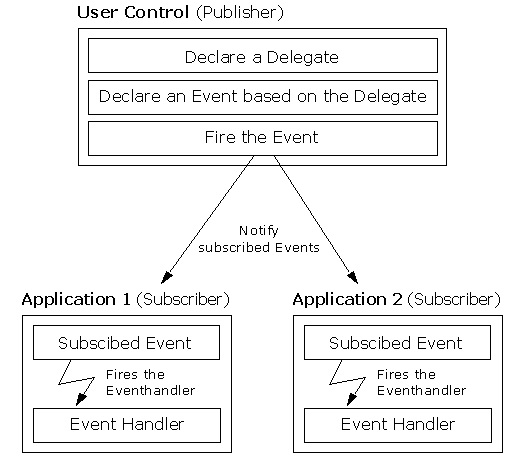 User Control (Publisher)
Declare a Delegate
Declare an Event based on the Delegate
Fire the Event
Notify
subscribed Events
Application 1 (Subscriber)
Subscibed Event
Fires the
Eventhandler
Event Handler
Application 2 (Subscriber)
Subscibed Event
Fires the
Eventhandler
Event Handler